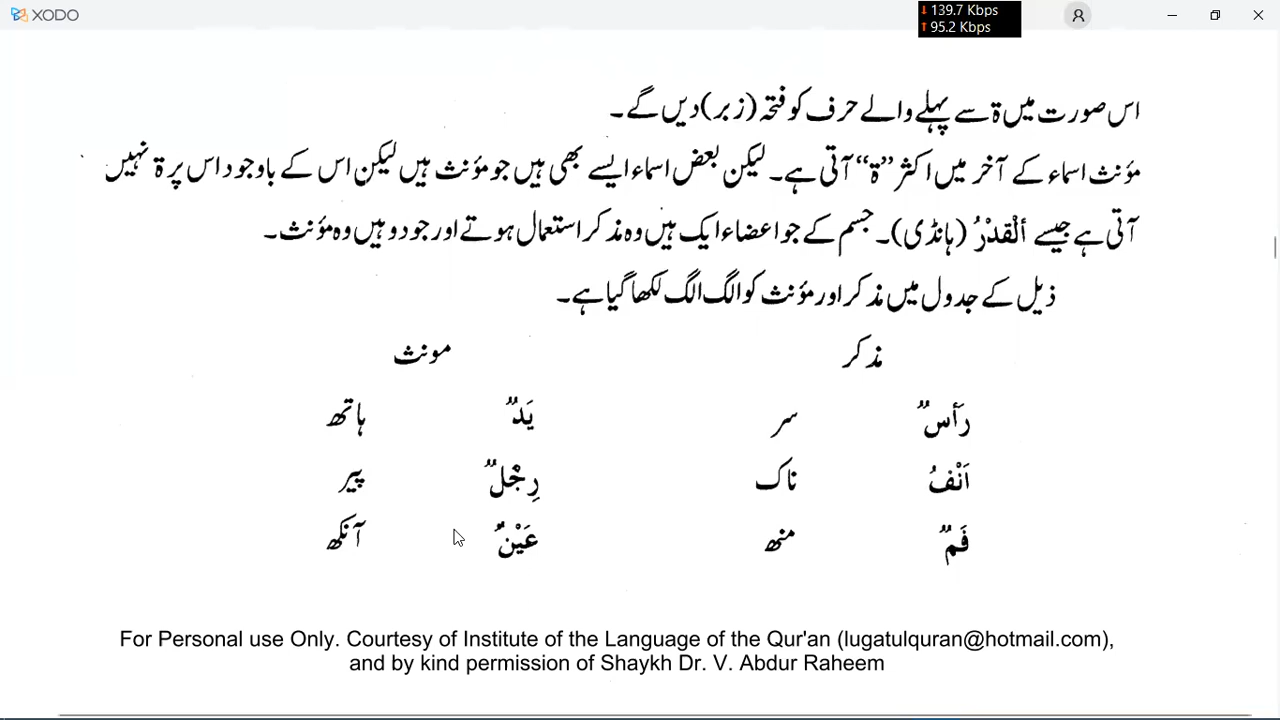 XODO
139.7 Kbps
95.2 Kbps
اس صورت میں ة سے پہلے والے حرف کو فتحہ (زبر) دیں گے۔
مؤنث اسماء کے آخر میں اکثر ”ة“ آتی ہے۔ لیکن بعض اسماء ایسے بھی ہیں جو مؤنث ہیں لیکن اس کے باوجود اس پر ة نہیں
آتی ہے جیسے أَلْقِدْرُ (ہانڈی)۔ جسم کے جو اعضاء ایک ہیں وہ مذکر استعمال ہوتے اور جو دو ہیں وہ مؤنث۔
ذیل کے جدول میں مذکر اور مؤنث کو الگ الگ لکھا گیا ہے۔
مذکر مونث
رَأسٌ سر يَدٌ ہاتھ
اَنْفُ ناک رِجْلٌ پیر
فَمٌ منھ عَيْنٌ آنکھ
For Personal use Only. Courtesy of Institute of the Language of the Qur'an (lugatulquran@hotmail.com),
and by kind permission of Shaykh Dr. V. Abdur Raheem